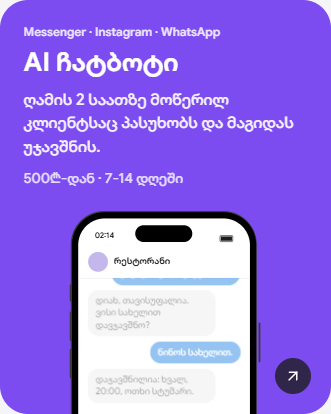 Messenger · Instagram · WhatsApp
AI ჩატბოტი
ღამის 2 საათზე მოწერილ
კლიენტსაც პასუხობს და მაგიდას
უჯავშნის.
500₾-დან · 7-14 დღეში
02:14
რესტორანი
დიახ, თავისუფალია.
ვისი სახელით
დავჯავშნო?
ნინოს სახელით.
დაჯავშნილია: ხვალ,
20:00, ოთხი სტუმარი.